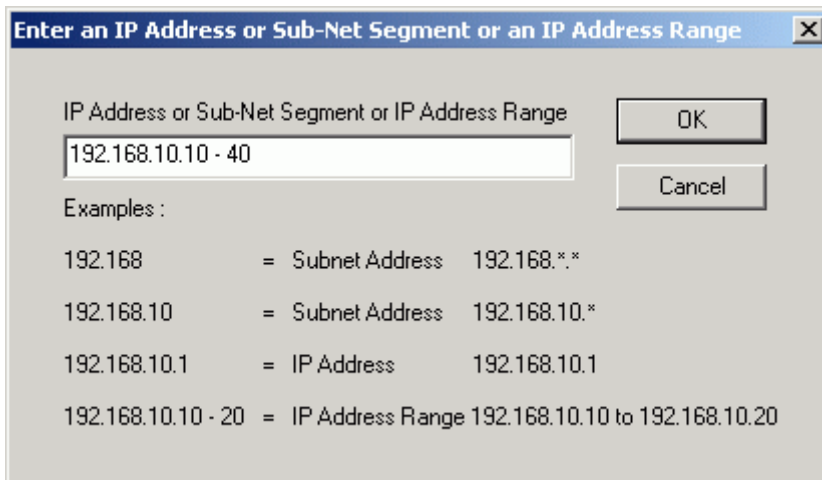 Enter an IP Address or Sub-Net Segment or an IP Address Range
IP Address or Sub-Net Segment or IP Address Range
OK
192.168.10.10 - 40
Cancel
Examples :
192.168 = Subnet Address 192.168.*.*
192.168.10 = Subnet Address 192.168.10.*
192.168.10.1 = IP Address 192.168.10.1
192.168.10.10 - 20 = IP Address Range 192.168.10.10 to 192.168.10.20